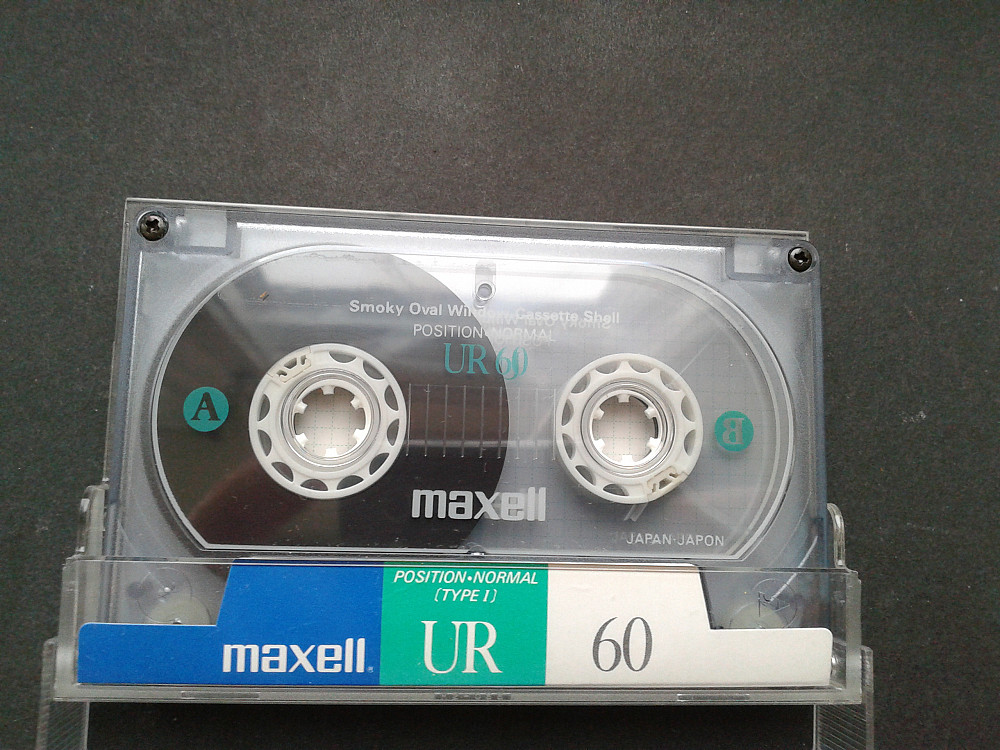 Smoky Oval Window Cassette Shell
POSITION•NORMAL
UR 60
A
B
maxell
JAPAN-JAPON
POSITION•NORMAL
(TYPE I)
maxell
UR
60